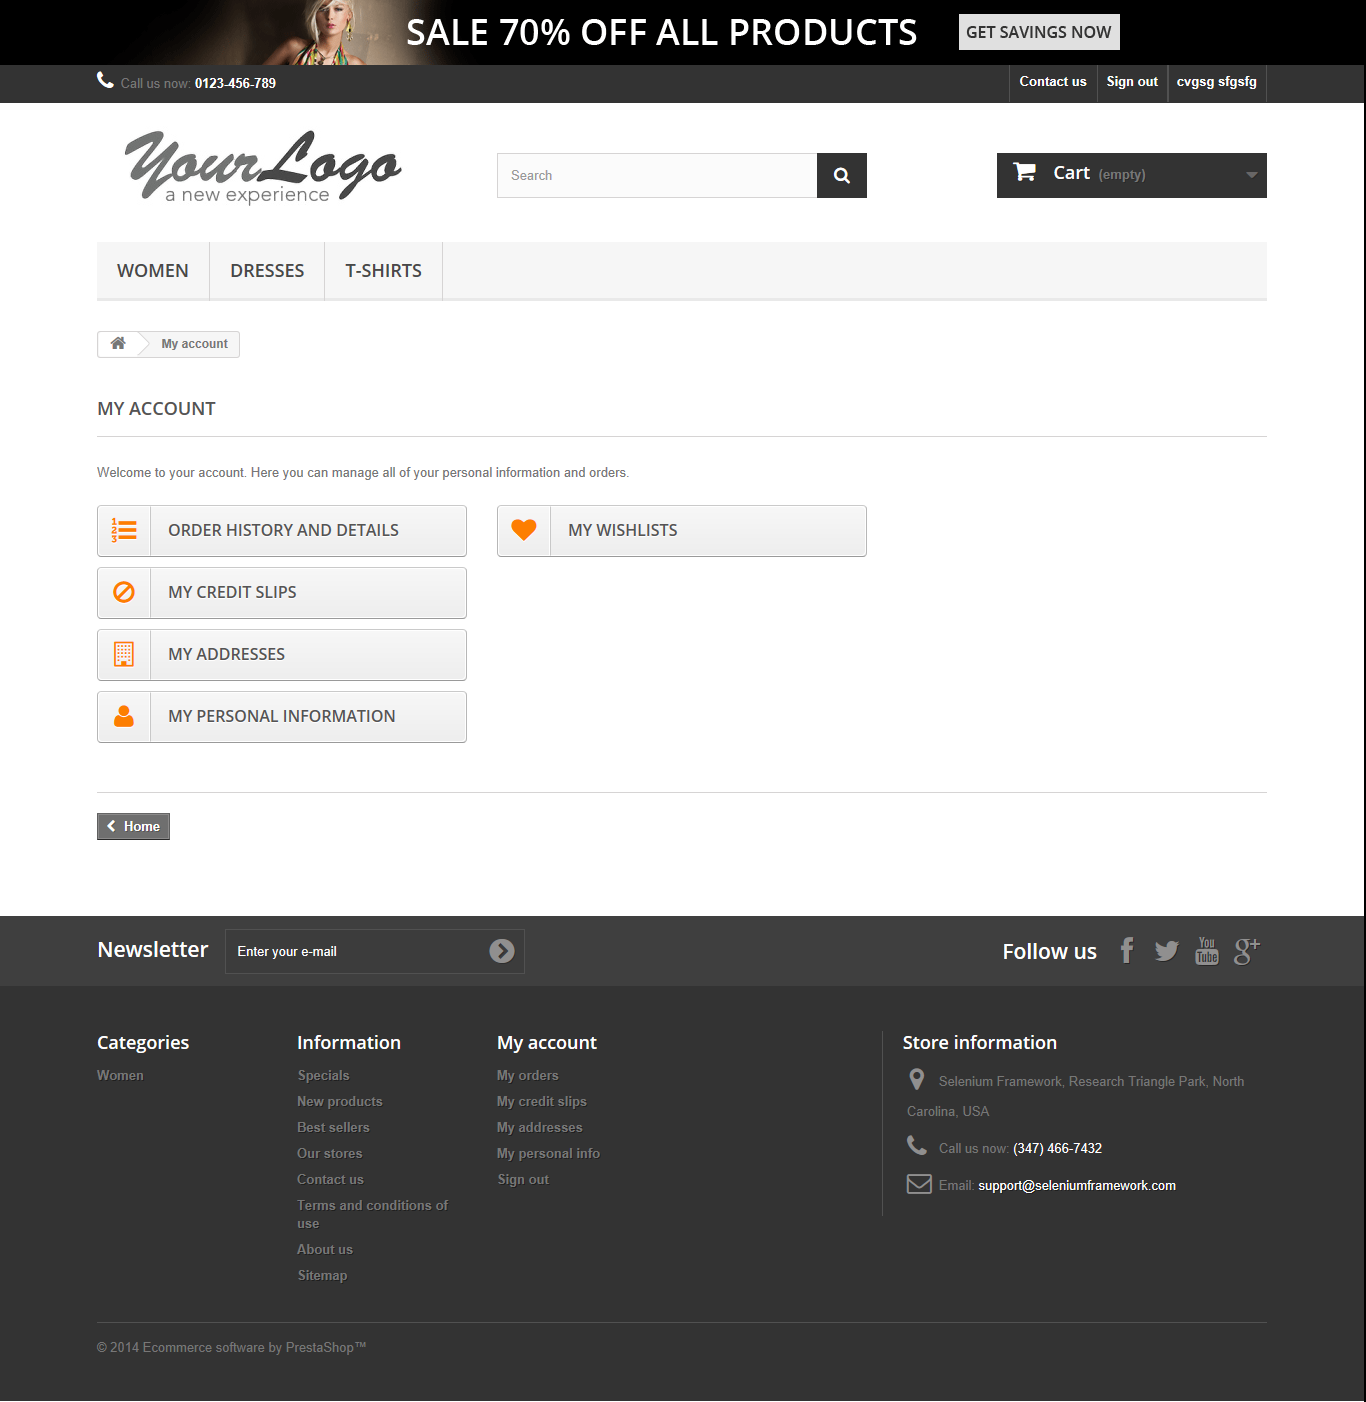 SALE 70% OFF ALL PRODUCTS
GET SAVINGS NOW
Call us now: 0123-456-789
Contact us
Sign out
cvgsg sfgsfg
YourLogo
a new experience
Search
Cart (empty)
WOMEN
DRESSES
T-SHIRTS
My account
MY ACCOUNT
Welcome to your account. Here you can manage all of your personal information and orders.
1
2
3
ORDER HISTORY AND DETAILS
MY WISHLISTS
MY CREDIT SLIPS
MY ADDRESSES
MY PERSONAL INFORMATION
Home
Newsletter
Enter your e-mail
Follow us
f
You
Tube
g+
Categories
Women
Information
Specials
New products
Best sellers
Our stores
Contact us
Terms and conditions of
use
About us
Sitemap
My account
My orders
My credit slips
My addresses
My personal info
Sign out
Store information
Selenium Framework, Research Triangle Park, North
Carolina, USA
Call us now: (347) 466-7432
Email: support@seleniumframework.com
© 2014 Ecommerce software by PrestaShop™